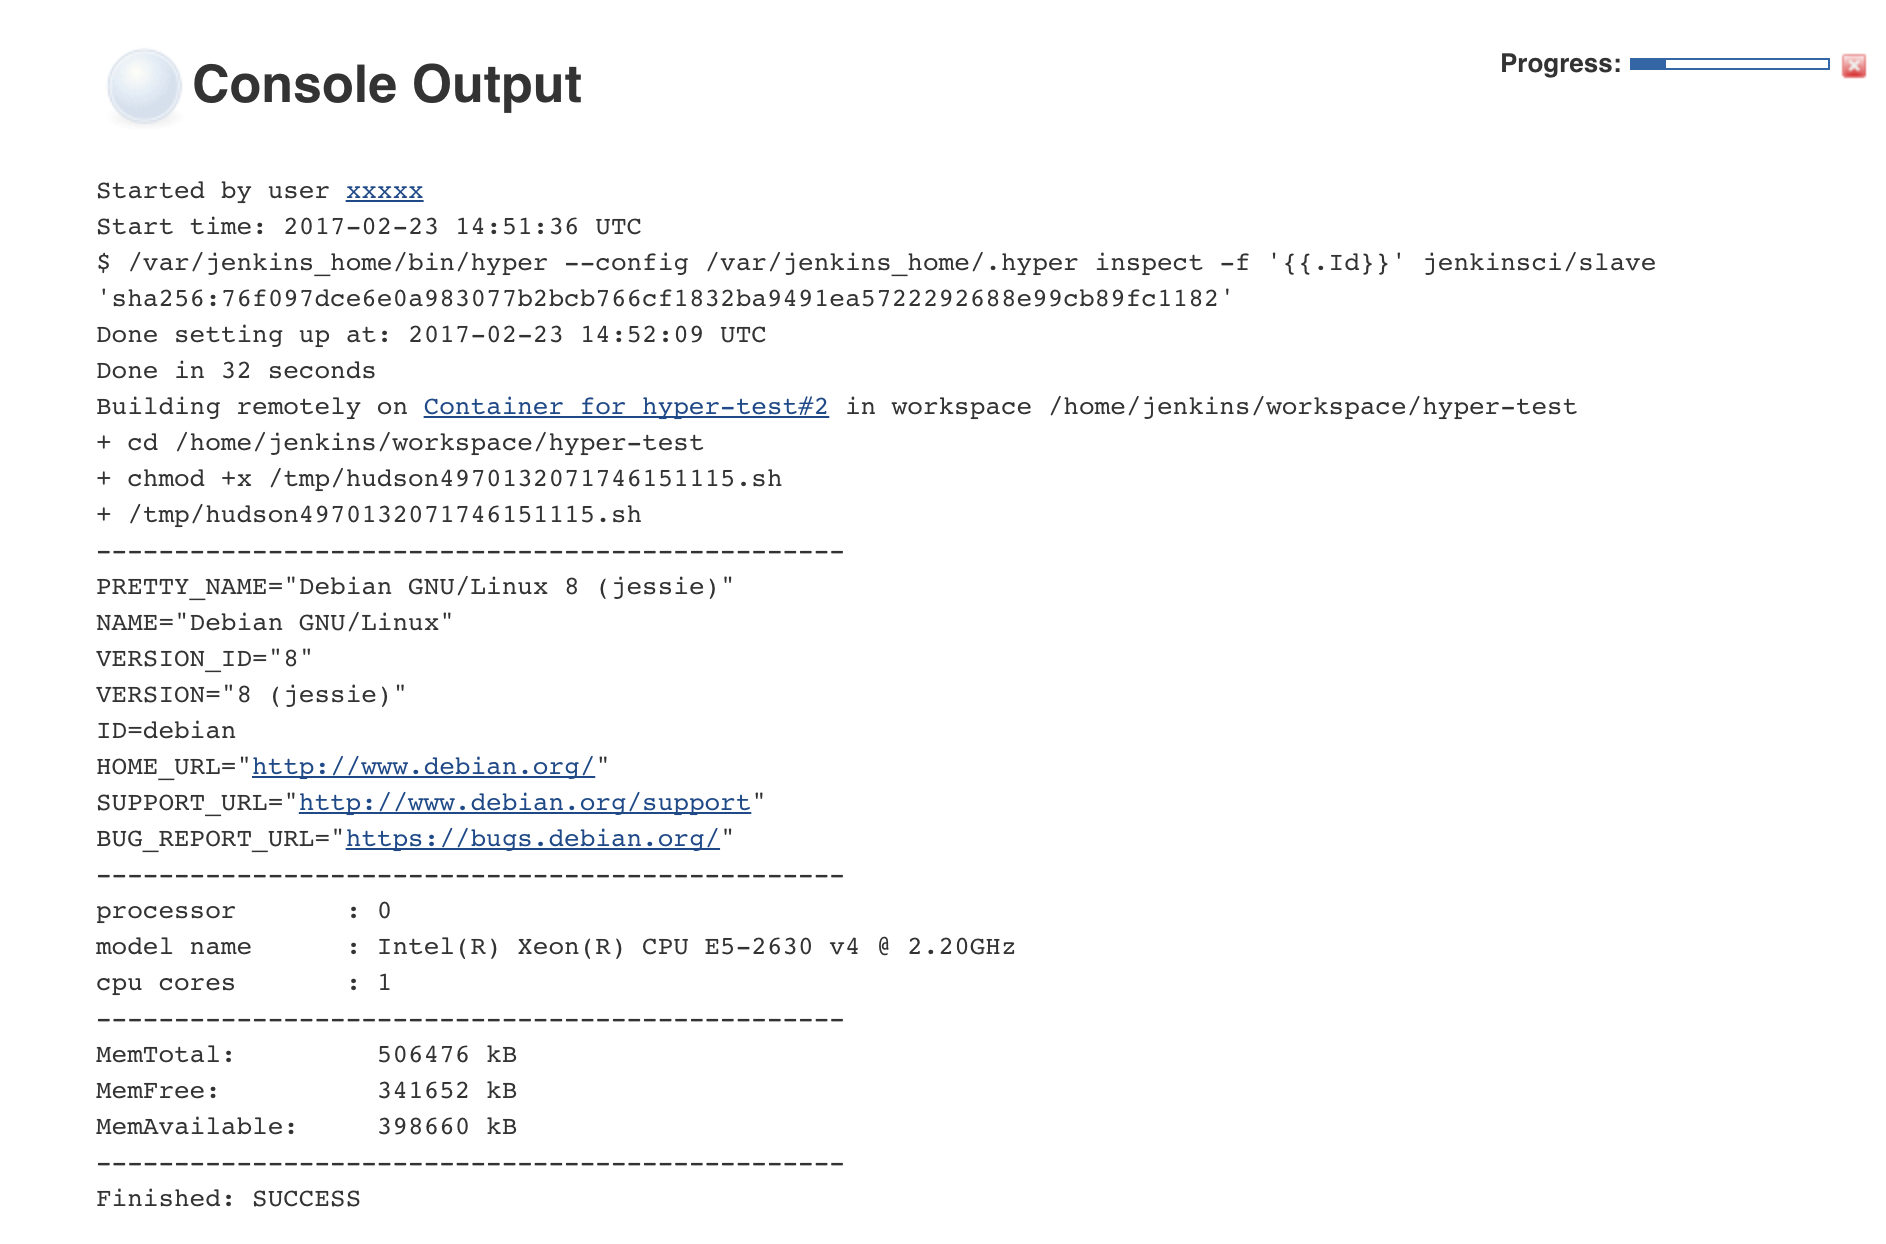 Console Output
Progress:
Started by user xxxxx
Start time: 2017-02-23 14:51:36 UTC
$ /var/jenkins_home/bin/hyper --config /var/jenkins_home/.hyper inspect -f '{{.Id}}' jenkinsci/slave
'sha256:76f097dce6e0a983077b2bcb766cf1832ba9491ea5722292688e99cb89fc1182'
Done setting up at: 2017-02-23 14:52:09 UTC
Done in 32 seconds
Building remotely on Container for hyper-test#2 in workspace /home/jenkins/workspace/hyper-test
+ cd /home/jenkins/workspace/hyper-test
+ chmod +x /tmp/hudson4970132071746151115.sh
+ /tmp/hudson4970132071746151115.sh
------------------------------------------------
PRETTY_NAME="Debian GNU/Linux 8 (jessie)"
NAME="Debian GNU/Linux"
VERSION_ID="8"
VERSION="8 (jessie)"
ID=debian
HOME_URL="http://www.debian.org/"
SUPPORT_URL="http://www.debian.org/support"
BUG_REPORT_URL="https://bugs.debian.org/"
------------------------------------------------
processor       : 0
model name      : Intel(R) Xeon(R) CPU E5-2630 v4 @ 2.20GHz
cpu cores       : 1
------------------------------------------------
MemTotal:         506476 kB
MemFree:          341652 kB
MemAvailable:     398660 kB
------------------------------------------------
Finished: SUCCESS